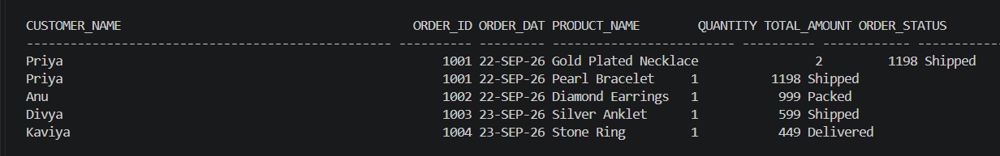 CUSTOMER_NAME                                        ORDER_ID ORDER_DAT PRODUCT_NAME        QUANTITY TOTAL_AMOUNT ORDER_STATUS
-------------------------------------------------- ---------- --------- ------------------------- ---------- ------------ ------------
Priya                                                    1001 22-SEP-26 Gold Plated Necklace                2         1198 Shipped
Priya                                                    1001 22-SEP-26 Pearl Bracelet     1          1198 Shipped
Anu                                                      1002 22-SEP-26 Diamond Earrings   1           999 Packed
Divya                                                    1003 23-SEP-26 Silver Anklet      1           599 Shipped
Kaviya                                                   1004 23-SEP-26 Stone Ring         1           449 Delivered